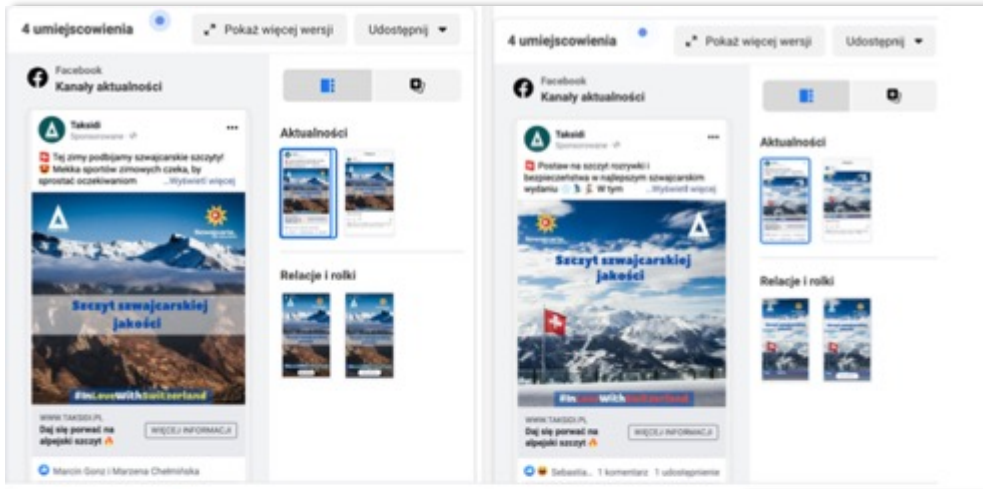 4 umiejscowienia
Pokaż więcej wersji
Udostępnij
Facebook
Kanały aktualności
Taksidi
Sponsorowane
Tej zimy podbijamy szwajcarskie szczyty!
Mekka sportów zimowych czeka, by
sprostać oczekiwaniom ...Wyświetl więcej
Szwajcaria
Szczyt szwajcarskiej
jakości
#InLoveWithSwitzerland
WWW.TAKSIDI.PL
Daj się porwać na
alpejski szczyt
WIĘCEJ INFORMACJI
Marcin Gonz i Marzena Chełmińska
Aktualności
Relacje i rolki
4 umiejscowienia
Pokaż więcej wersji
Udostępnij
Facebook
Kanały aktualności
Taksidi
Sponsorowane
Postaw na szczyt rozrywki i
bezpieczeństwa w najlepszym szwajcarskim
wydaniu W tym ...Wyświetl więcej
Szwajcaria
Szczyt szwajcarskiej
jakości
#InLoveWithSwitzerland
WWW.TAKSIDI.PL
Daj się porwać na
alpejski szczyt
WIĘCEJ INFORMACJI
Sebastia... 1 komentarz 1 udostępnienie
Aktualności
Relacje i rolki